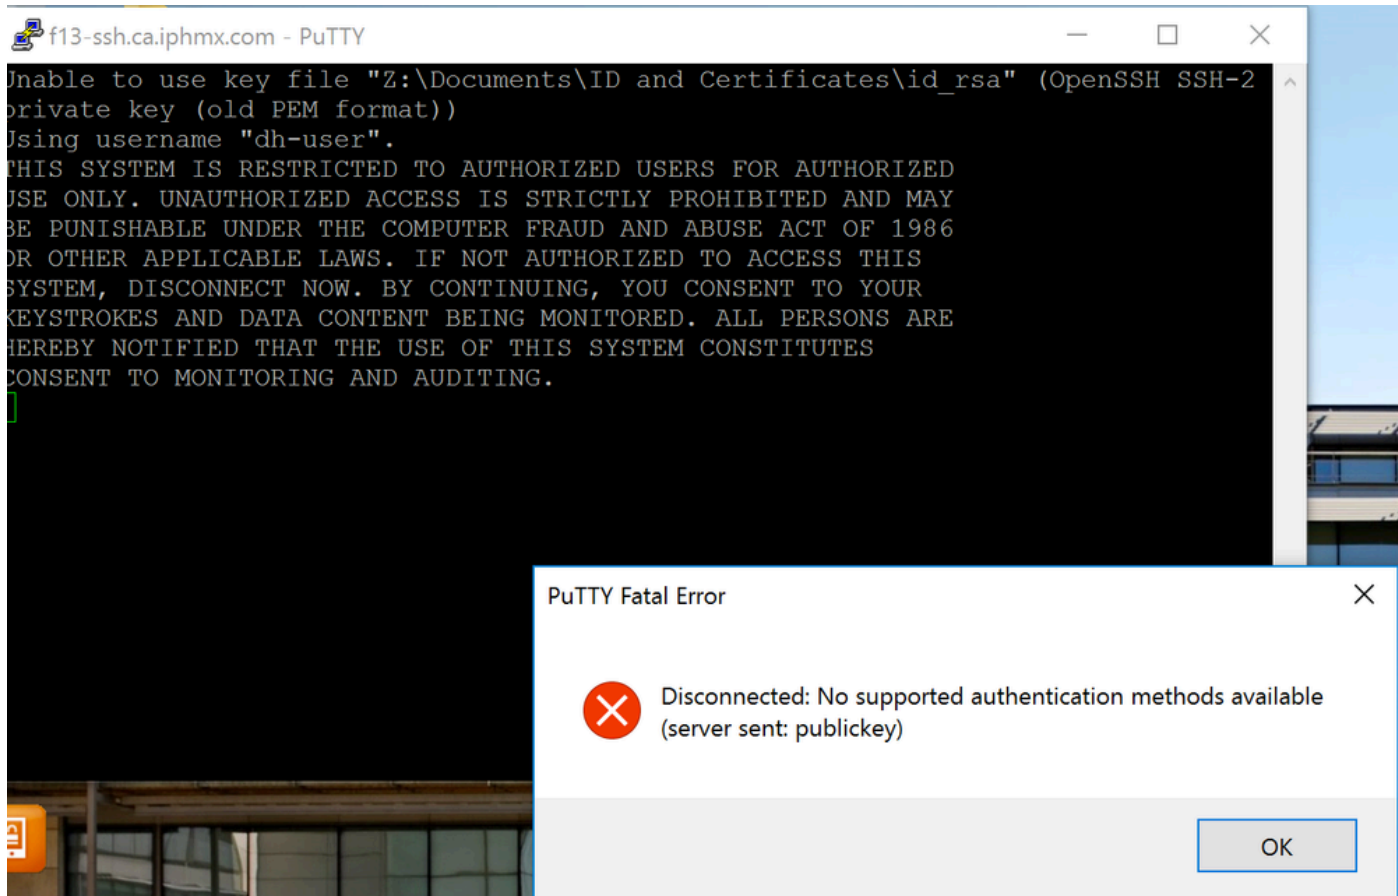 f13-ssh.ca.iphmx.com - PuTTY
Unable to use key file "Z:\Documents\ID and Certificates\id_rsa" (OpenSSH SSH-2
private key (old PEM format))
Using username "dh-user".
THIS SYSTEM IS RESTRICTED TO AUTHORIZED USERS FOR AUTHORIZED
USE ONLY. UNAUTHORIZED ACCESS IS STRICTLY PROHIBITED AND MAY
BE PUNISHABLE UNDER THE COMPUTER FRAUD AND ABUSE ACT OF 1986
OR OTHER APPLICABLE LAWS. IF NOT AUTHORIZED TO ACCESS THIS
SYSTEM, DISCONNECT NOW. BY CONTINUING, YOU CONSENT TO YOUR
KEYSTROKES AND DATA CONTENT BEING MONITORED. ALL PERSONS ARE
HEREBY NOTIFIED THAT THE USE OF THIS SYSTEM CONSTITUTES
CONSENT TO MONITORING AND AUDITING.
PuTTY Fatal Error
Disconnected: No supported authentication methods available
(server sent: publickey)
OK